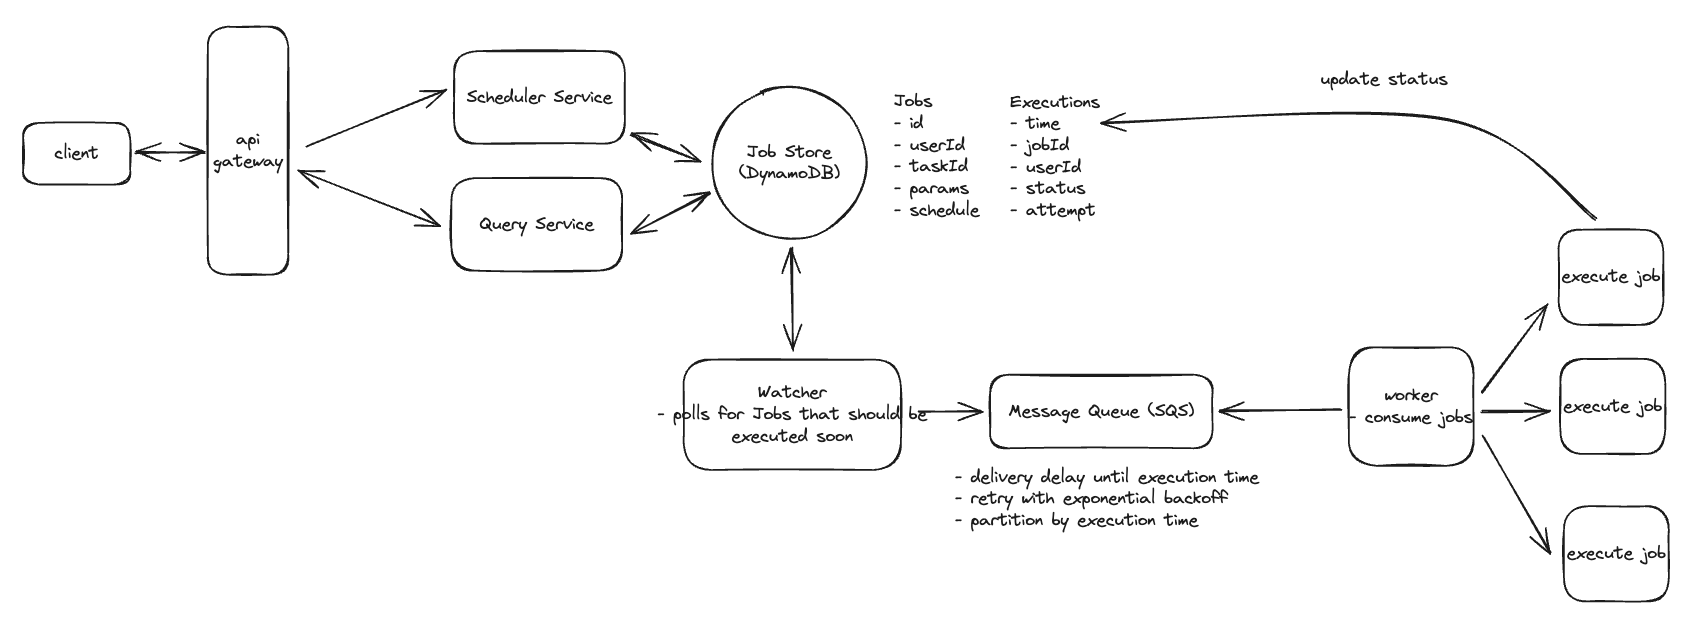 client
api
gateway
Scheduler Service
Query Service
Job Store
(DynamoDB)
Jobs
- id
- userId
- taskId
- params
- schedule
Executions
- time
- jobId
- userId
- status
- attempt
update status
Watcher
- polls for Jobs that should be
executed soon
Message Queue (SQS)
- delivery delay until execution time
- retry with exponential backoff
- partition by execution time
worker
- consume jobs
execute job
execute job
execute job